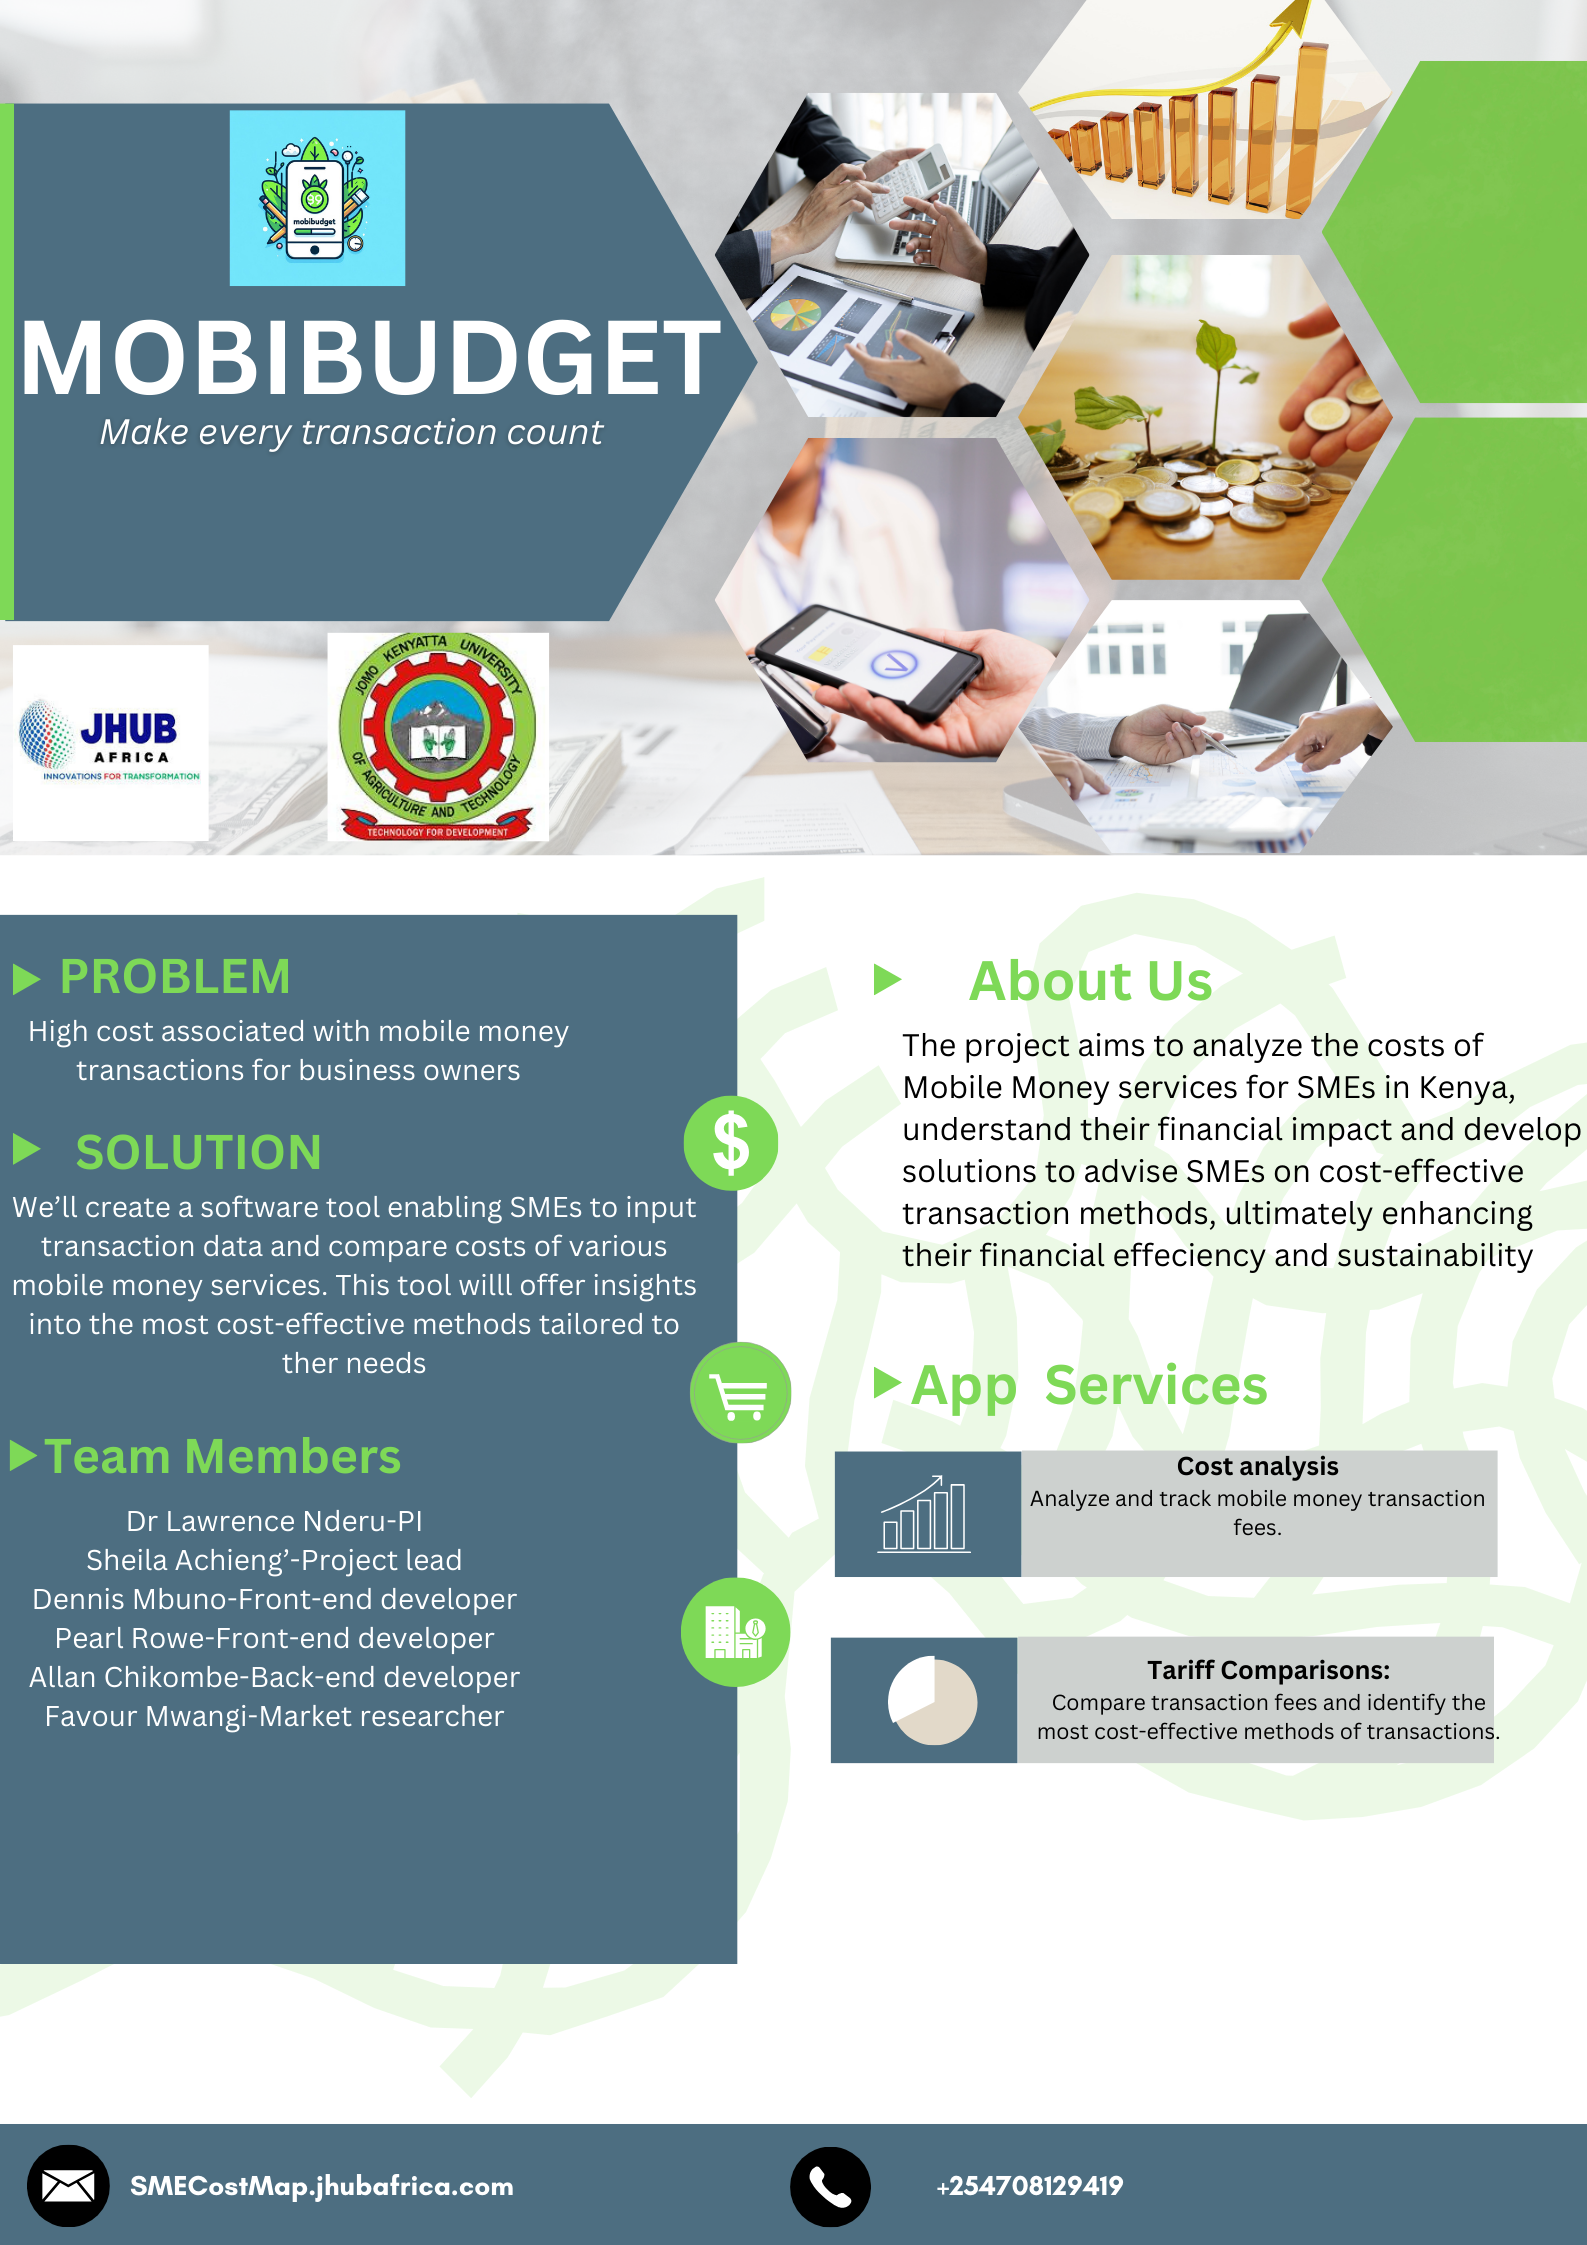 mobibudget
MOBIBUDGET
Make every transaction count
JHUB
AFRICA
INNOVATIONS FOR TRANSFORMATION
JOMO KENYATTA UNIVERSITY
OF AGRICULTURE AND TECHNOLOGY
TECHNOLOGY FOR DEVELOPMENT
PROBLEM
High cost associated with mobile money
transactions for business owners
SOLUTION
We’ll create a software tool enabling SMEs to input
transaction data and compare costs of various
mobile money services. This tool willl offer insights
into the most cost-effective methods tailored to
ther needs
Team Members
Dr Lawrence Nderu-PI
Sheila Achieng’-Project lead
Dennis Mbuno-Front-end developer
Pearl Rowe-Front-end developer
Allan Chikombe-Back-end developer
Favour Mwangi-Market researcher
$
About Us
The project aims to analyze the costs of
Mobile Money services for SMEs in Kenya,
understand their financial impact and develop
solutions to advise SMEs on cost-effective
transaction methods, ultimately enhancing
their financial effeciency and sustainability
App Services
Cost analysis
Analyze and track mobile money transaction
fees.
Tariff Comparisons:
Compare transaction fees and identify the
most cost-effective methods of transactions.
SMECostMap.jhubafrica.com
+254708129419